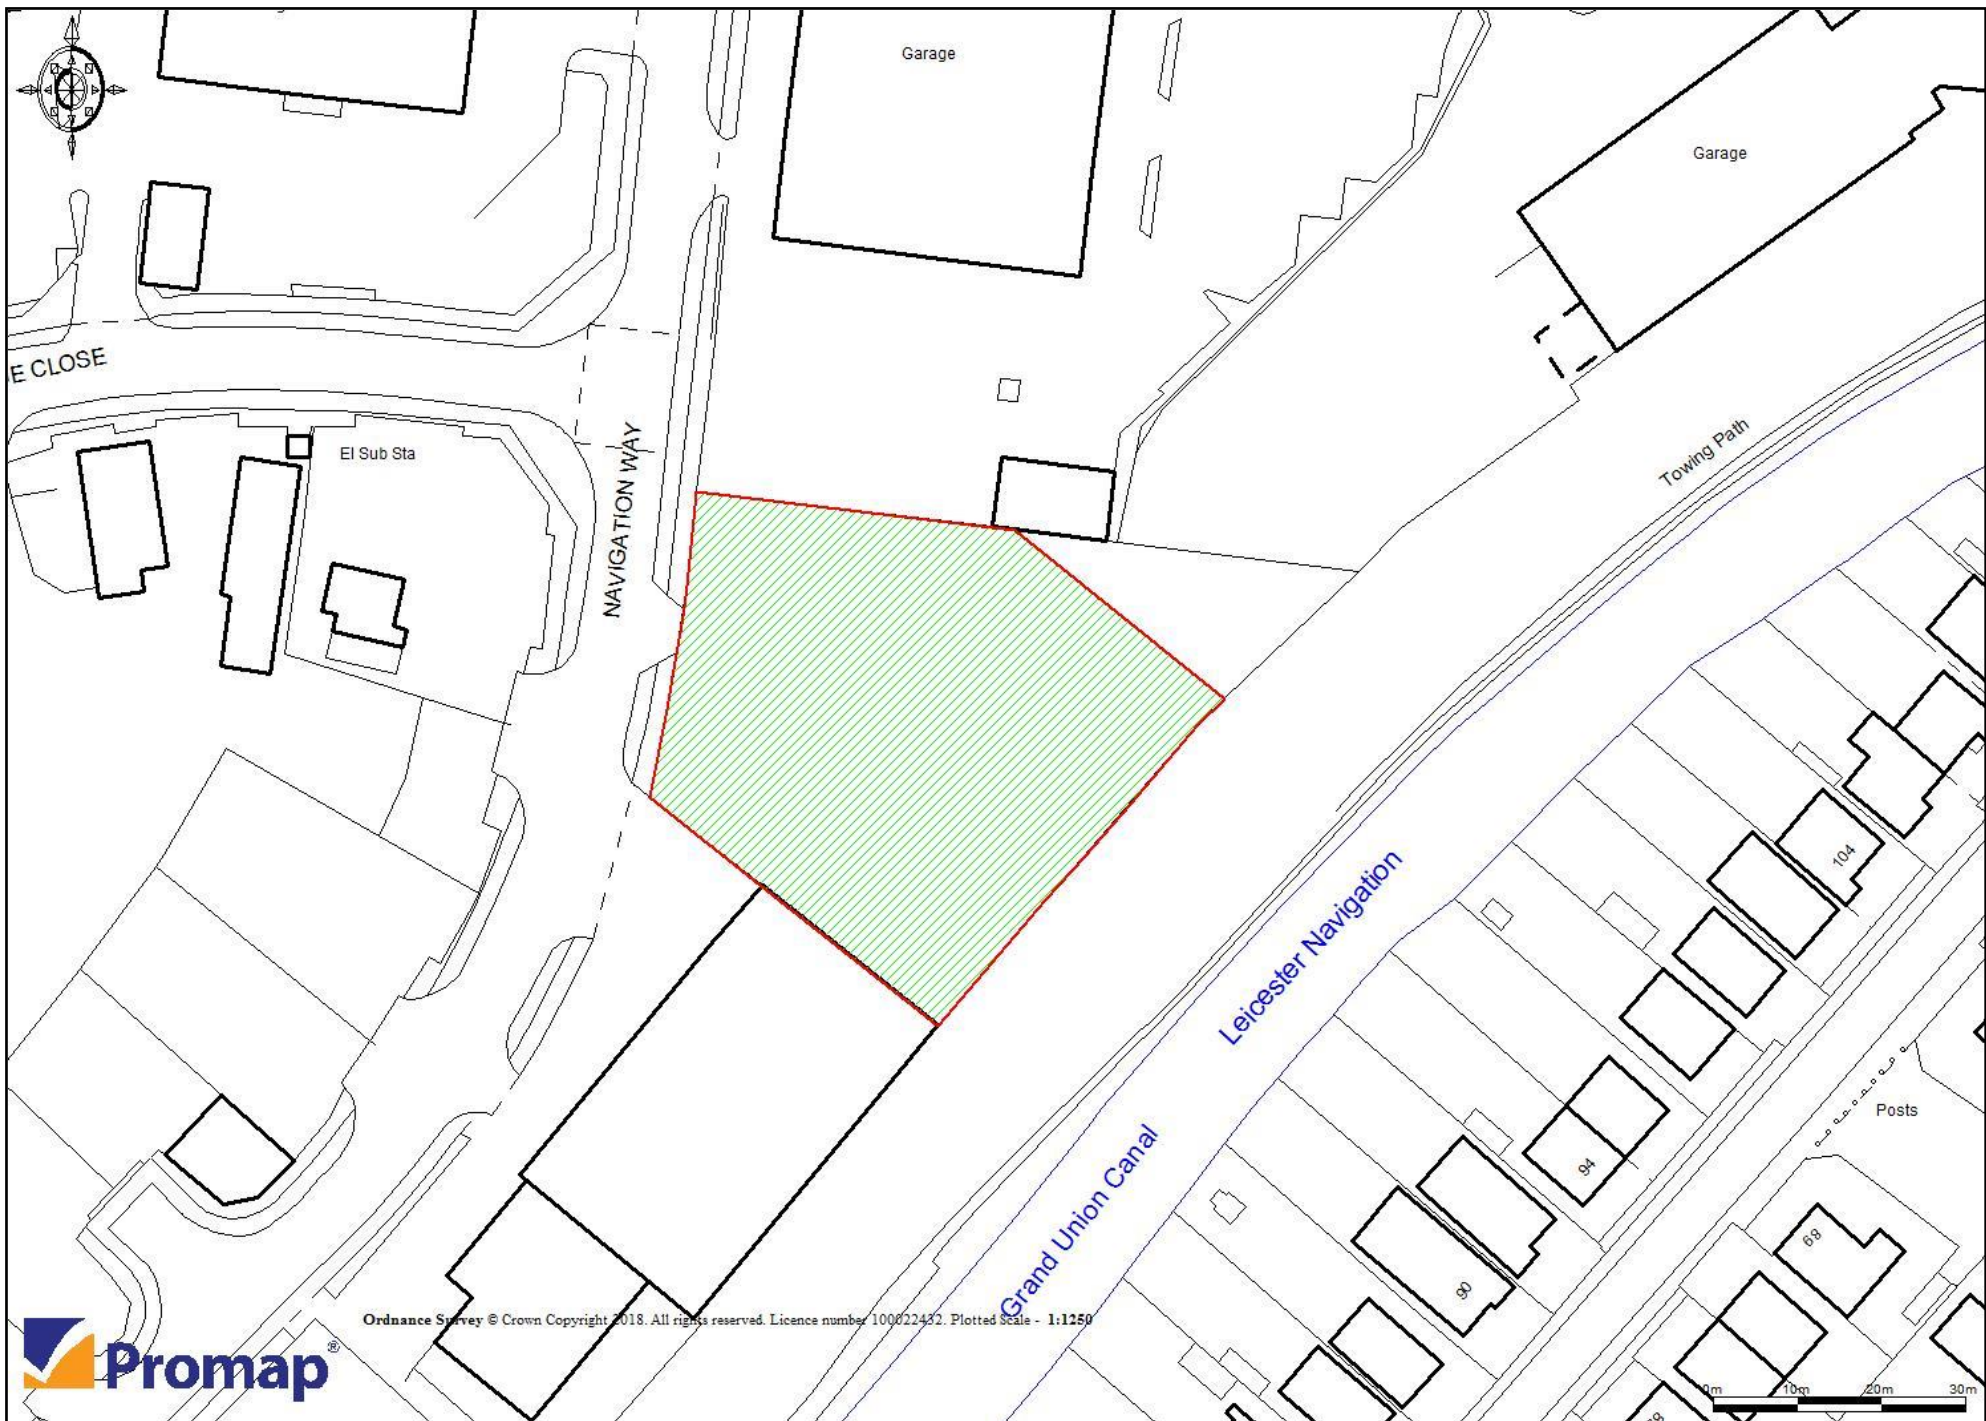 Garage
Garage
E CLOSE
El Sub Sta
NAVIGATION WAY
Towing Path
Leicester Navigation
104
Posts
Grand Union Canal
94
68
90
Ordnance Survey © Crown Copyright 2018. All rights reserved. Licence number 100022432. Plotted Scale - 1:1250
Promap®
0m 10m 20m 30m